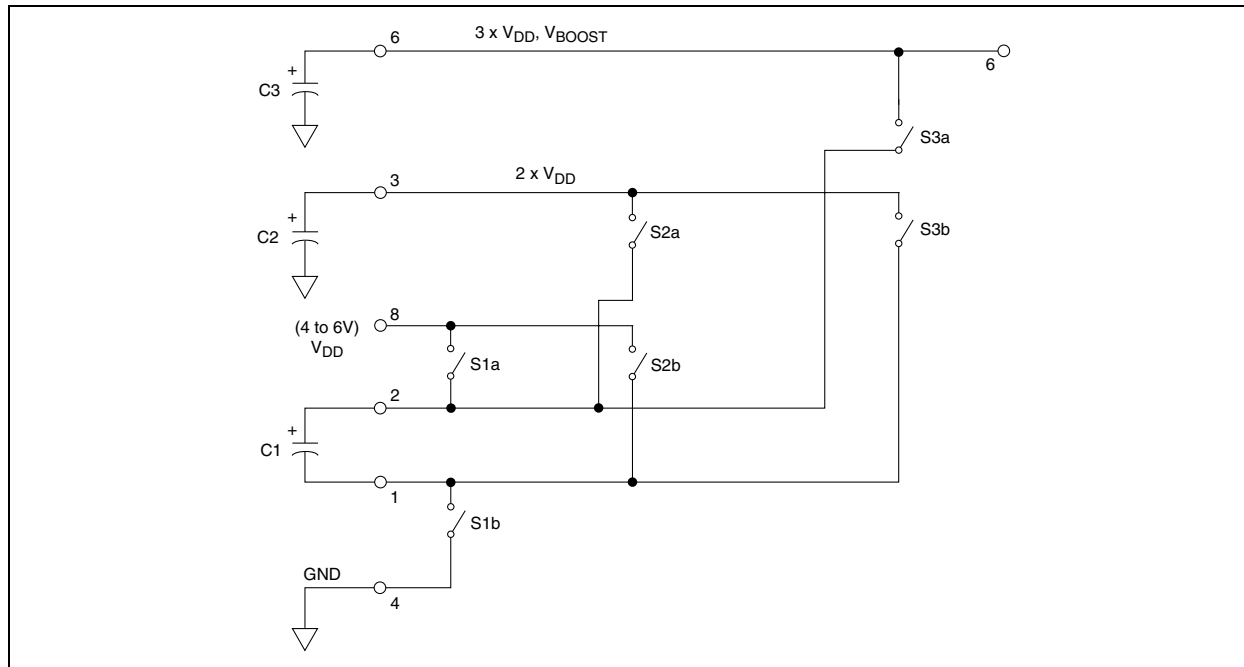 3 x VDD, VBOOST
6
6
+
C3
S3a
3
2 x VDD
+
C2
S2a
S3b
8
(4 to 6V)
VDD
S1a
S2b
2
+
C1
1
S1b
GND
4